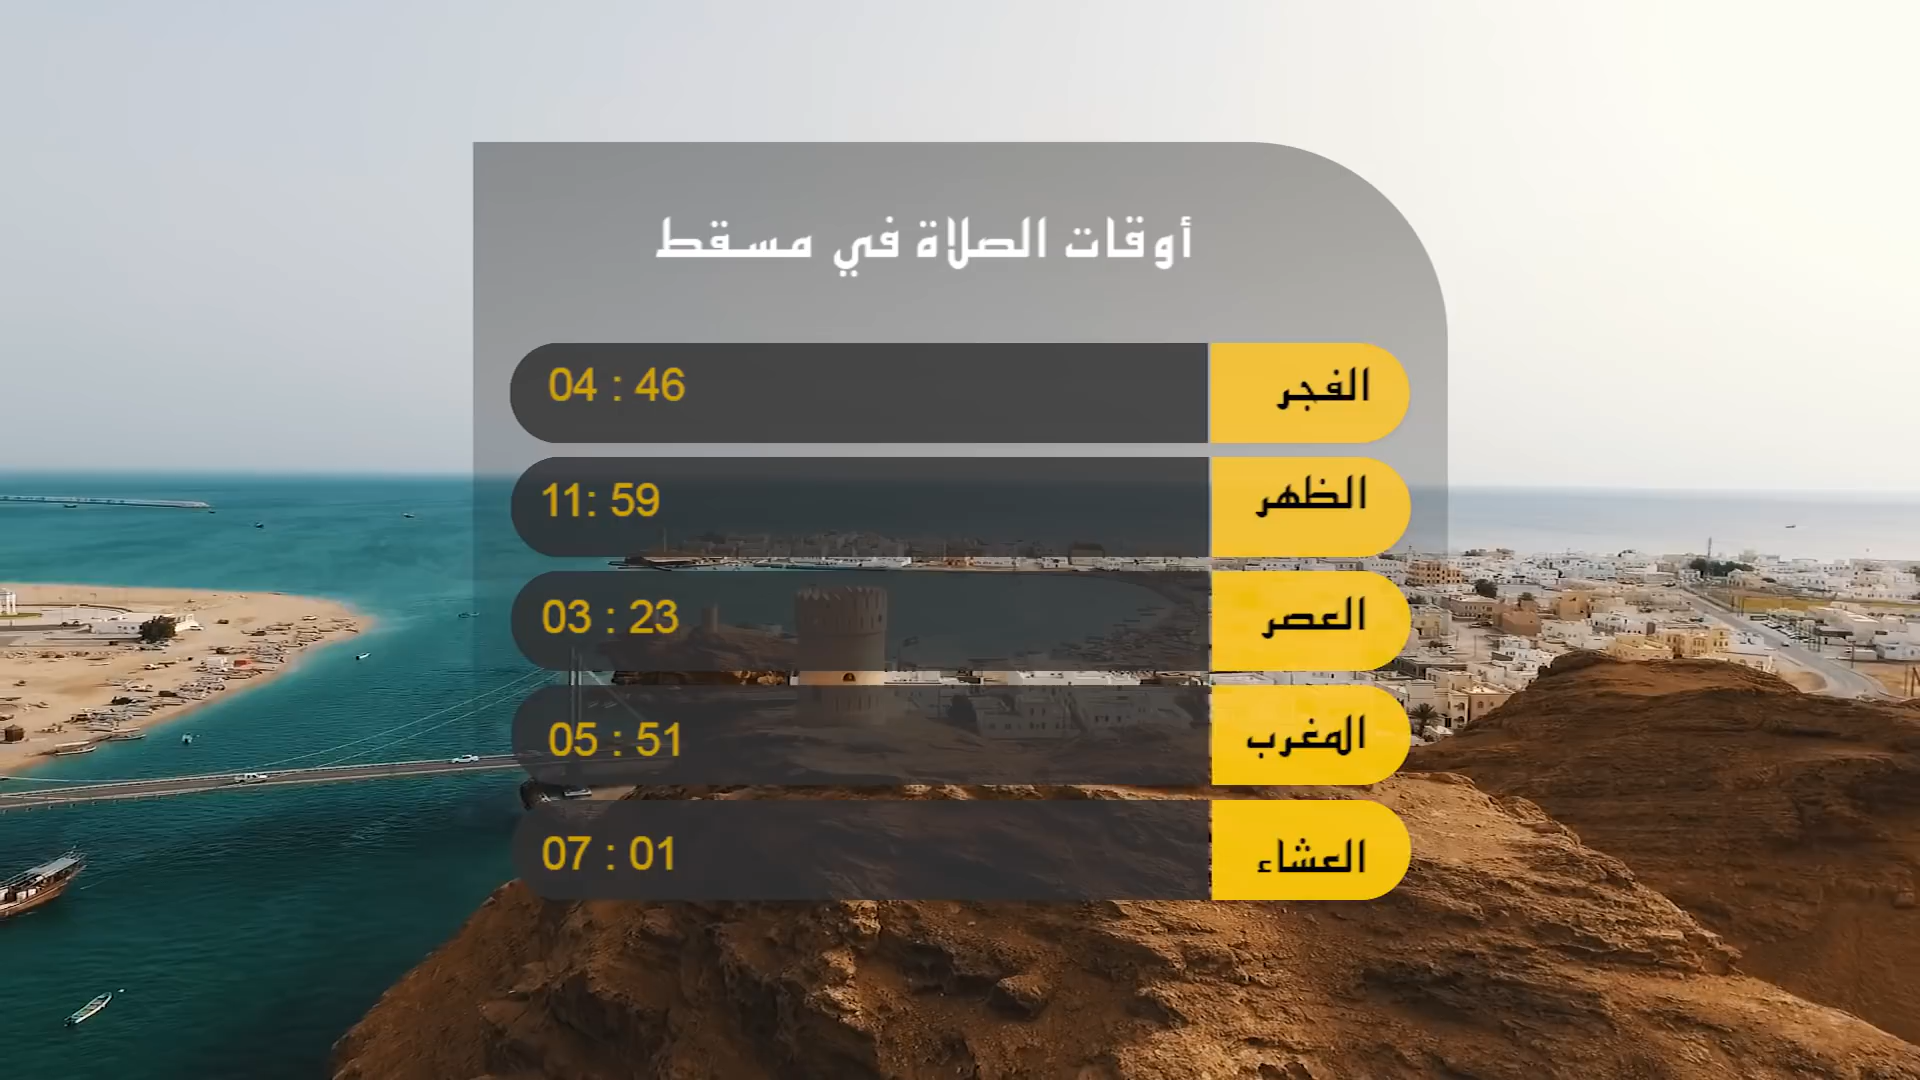 أوقات الصلاة في مسقط
الفجر 04 : 46
الظهر 11: 59
العصر 03 : 23
المغرب 05 : 51
العشاء 07 : 01